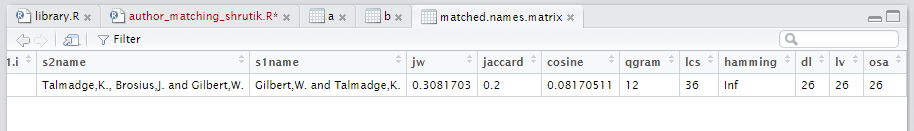 library.R × author_matching_shrutik.R* × a × b × matched.names.matrix ×
Filter
1.i s2name s1name jw jaccard cosine qgram lcs hamming dl lv osa
Talmadge,K., Brosius,J. and Gilbert,W. Gilbert,W. and Talmadge,K. 0.3081703 0.2 0.08170511 12 36 Inf 26 26 26